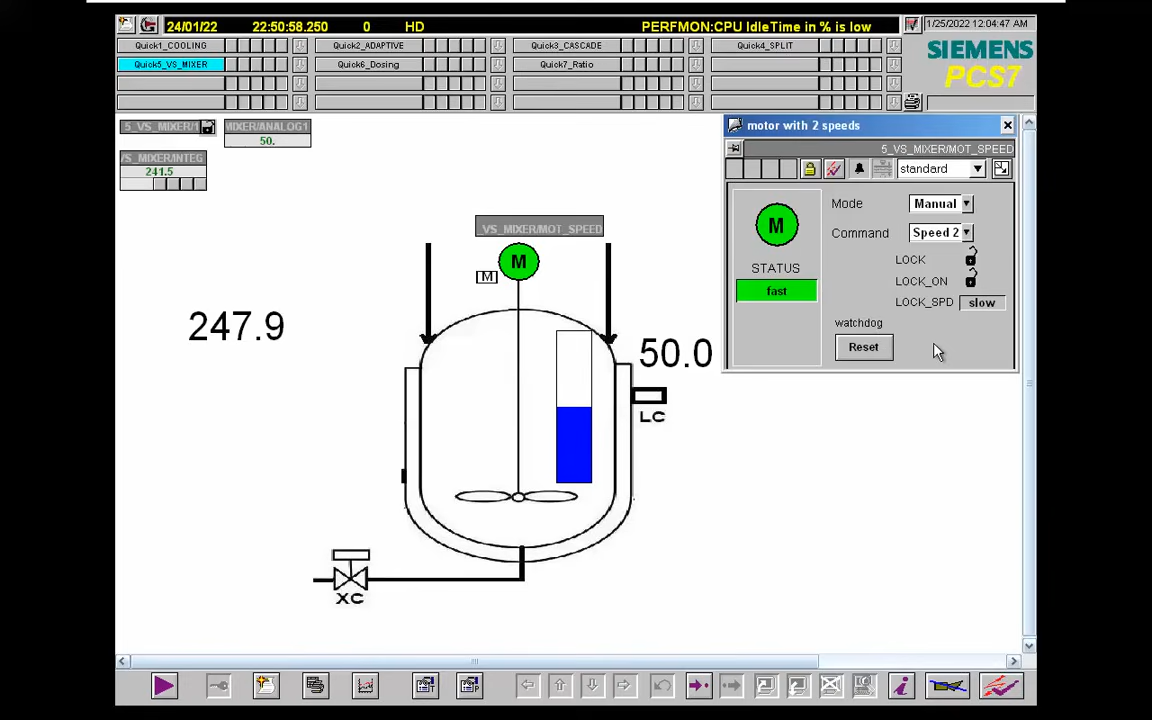 24/01/22 22:50:58.250 0 HD PERFMON:CPU IdleTime in % is low
1/25/2022 12:04:47 AM
Quick1_COOLING Quick2_ADAPTIVE Quick3_CASCADE Quick4_SPLIT
SIEMENS
Quick5_VS_MIXER Quick6_Dosing Quick7_Ratio
PCS7
5_VS_MIXER/1 MIXER/ANALOG1
50.
VS_MIXER/INTEG
241.5
motor with 2 speeds
5_VS_MIXER/MOT_SPEED
standard
M
Mode Manual
Command Speed 2
STATUS
LOCK
LOCK_ON
fast
LOCK_SPD slow
watchdog
Reset
_VS_MIXER/MOT_SPEED
M
M
247.9
50.0
LC
XC